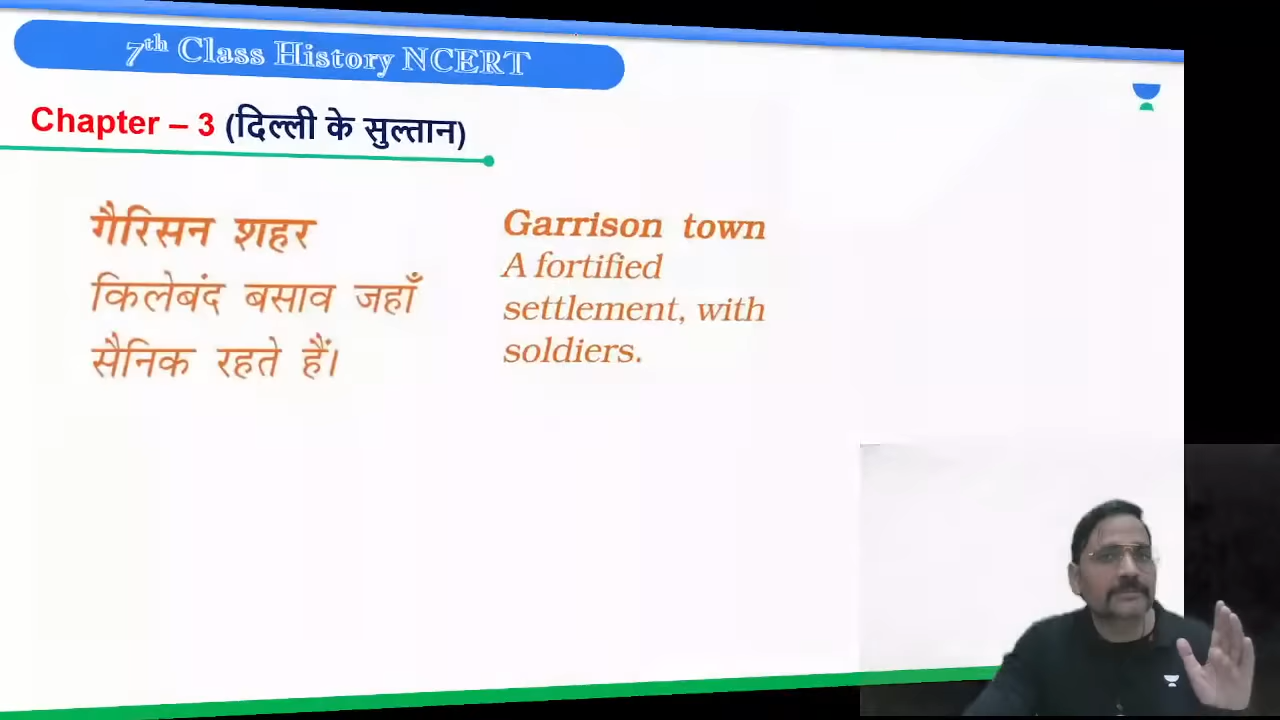 7th Class History NCERT
Chapter – 3 (दिल्ली के सुल्तान)
गैरिसन शहर
किलेबंद बसाव जहाँ
सैनिक रहते हैं।
Garrison town
A fortified
settlement, with
soldiers.